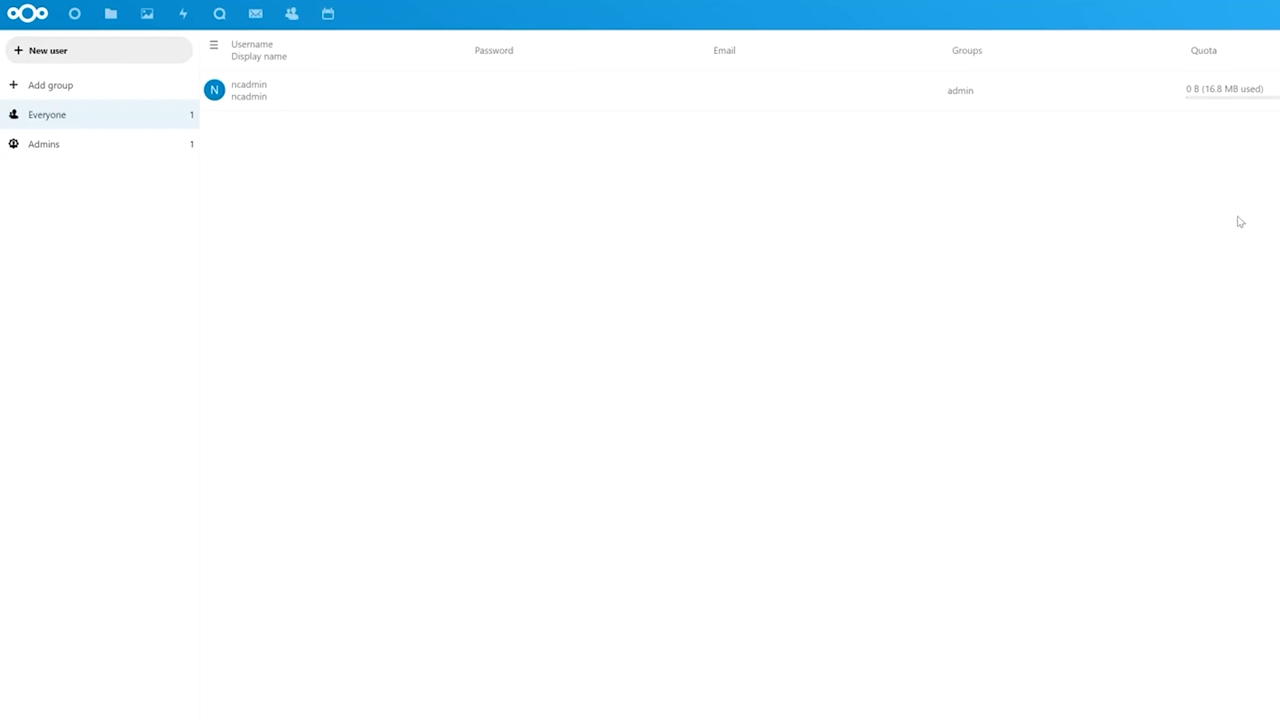 New user
Add group
Everyone 1
Admins 1
Username
Display name
Password
Email
Groups
Quota
N
ncadmin
ncadmin
admin
0 B (16.8 MB used)